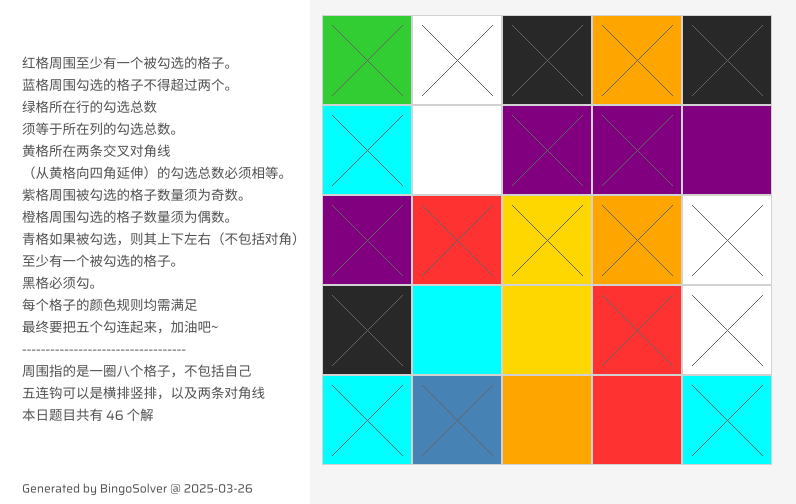 红格周围至少有一个被勾选的格子。
蓝格周围勾选的格子不得超过两个。
绿格所在行的勾选总数
须等于所在列的勾选总数。
黄格所在两条交叉对角线
（从黄格向四角延伸）的勾选总数必须相等。
紫格周围被勾选的格子数量须为奇数。
橙格周围勾选的格子数量须为偶数。
青格如果被勾选，则其上下左右（不包括对角）
至少有一个被勾选的格子。
黑格必须勾。
每个格子的颜色规则均需满足
最终要把五个勾连起来，加油吧~
-----------------------------------
周围指的是一圈八个格子，不包括自己
五连钩可以是横排竖排，以及两条对角线
本日题目共有 46 个解
Generated by BingoSolver @ 2025-03-26